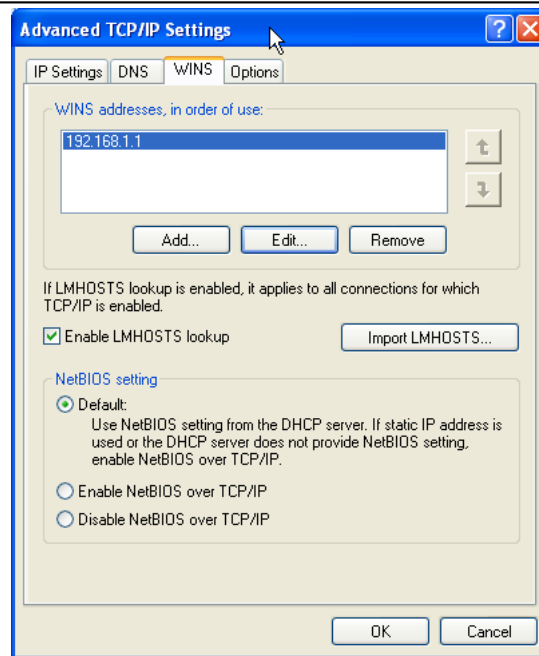 Advanced TCP/IP Settings
IP Settings DNS WINS Options
WINS addresses, in order of use:
192.168.1.1
Add... Edit... Remove
If LMHOSTS lookup is enabled, it applies to all connections for which
TCP/IP is enabled.
Enable LMHOSTS lookup Import LMHOSTS...
NetBIOS setting
Default:
Use NetBIOS setting from the DHCP server. If static IP address is
used or the DHCP server does not provide NetBIOS setting,
enable NetBIOS over TCP/IP.
Enable NetBIOS over TCP/IP
Disable NetBIOS over TCP/IP
OK Cancel